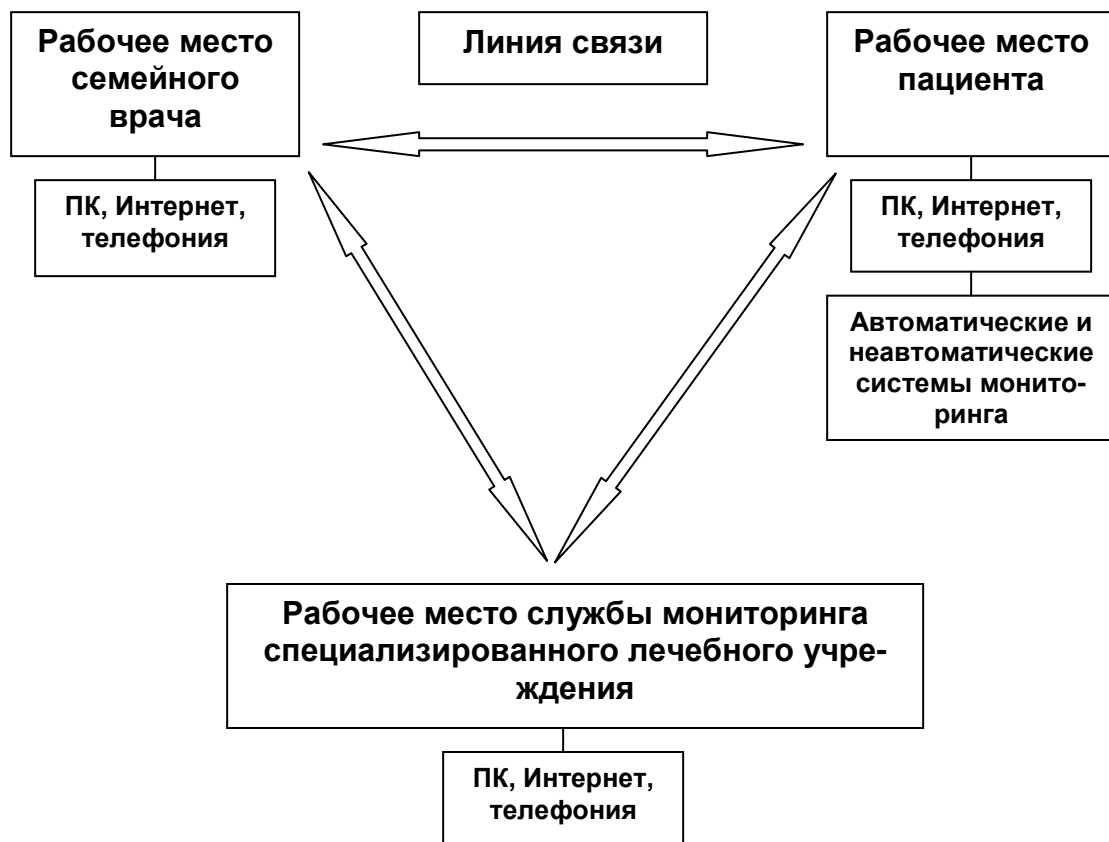 Рабочее место
семейного
врача
Линия связи
Рабочее место
пациента
ПК, Интернет,
телефония
ПК, Интернет,
телефония
Автоматические и
неавтоматические
системы монито-
ринга
Рабочее место службы мониторинга
специализированного лечебного учре-
ждения
ПК, Интернет,
телефония